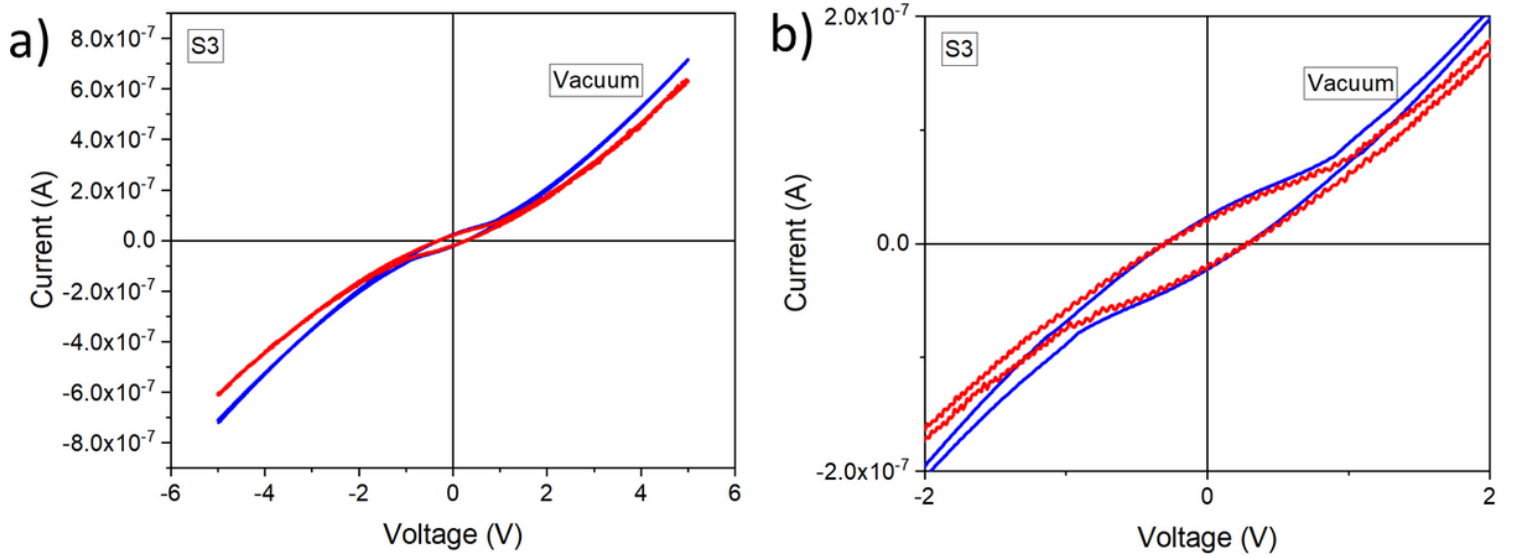 a)
S3
Vacuum
8.0x10⁻⁷
6.0x10⁻⁷
4.0x10⁻⁷
2.0x10⁻⁷
0.0
-2.0x10⁻⁷
-4.0x10⁻⁷
-6.0x10⁻⁷
-8.0x10⁻⁷
Current (A)
-6 -4 -2 0 2 4 6
Voltage (V)
b)
S3
Vacuum
2.0x10⁻⁷
0.0
-2.0x10⁻⁷
Current (A)
-2 0 2
Voltage (V)